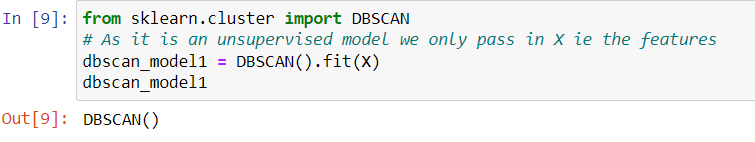 In [9]: from sklearn.cluster import DBSCAN
# As it is an unsupervised model we only pass in X ie the features
dbscan_model1 = DBSCAN().fit(X)
dbscan_model1
Out[9]: DBSCAN()